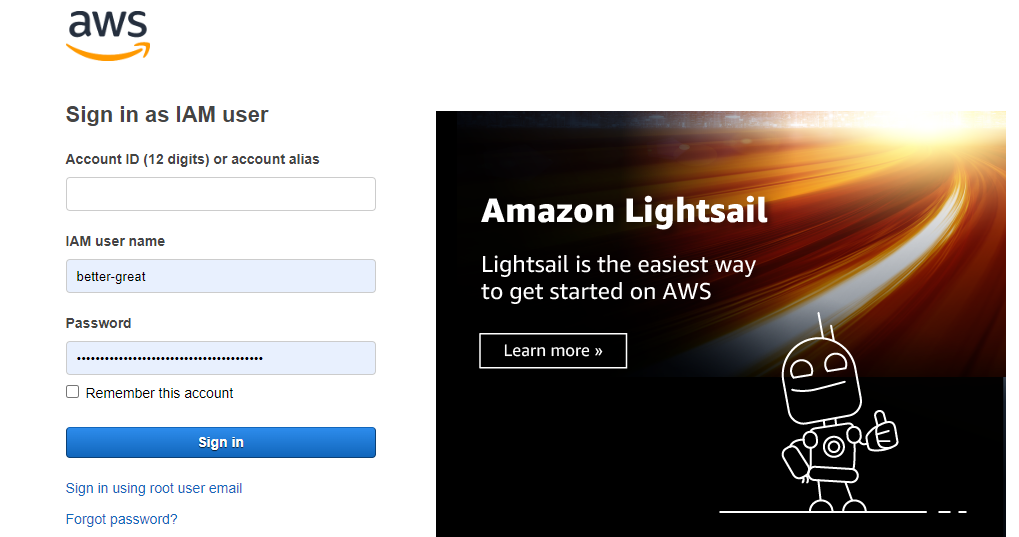 aws
Sign in as IAM user
Account ID (12 digits) or account alias
IAM user name
better-great
Password
••••••••••••••••••••••••••••••••••••••••
Remember this account
Sign in
Sign in using root user email
Forgot password?
Amazon Lightsail
Lightsail is the easiest way
to get started on AWS
Learn more »